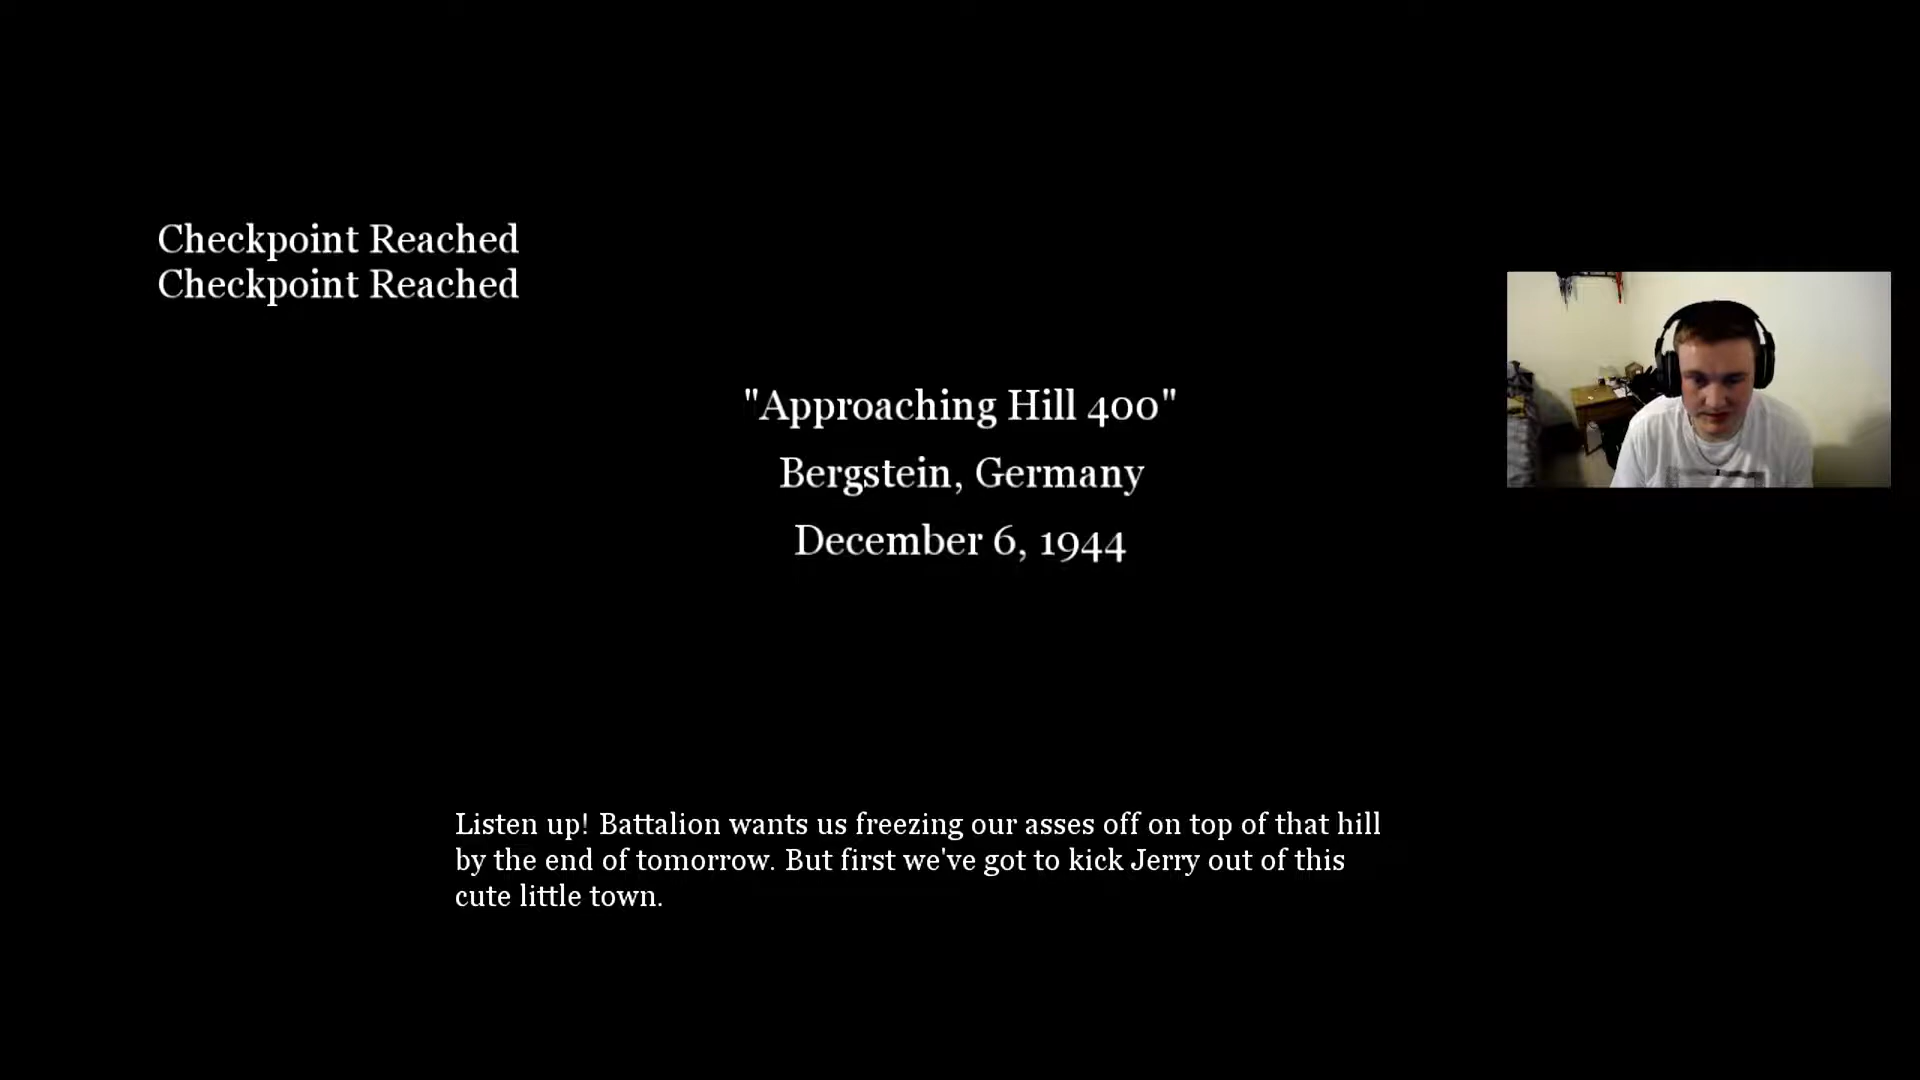 Checkpoint Reached
Checkpoint Reached
"Approaching Hill 400"
Bergstein, Germany
December 6, 1944
Listen up! Battalion wants us freezing our asses off on top of that hill
by the end of tomorrow. But first we've got to kick Jerry out of this
cute little town.